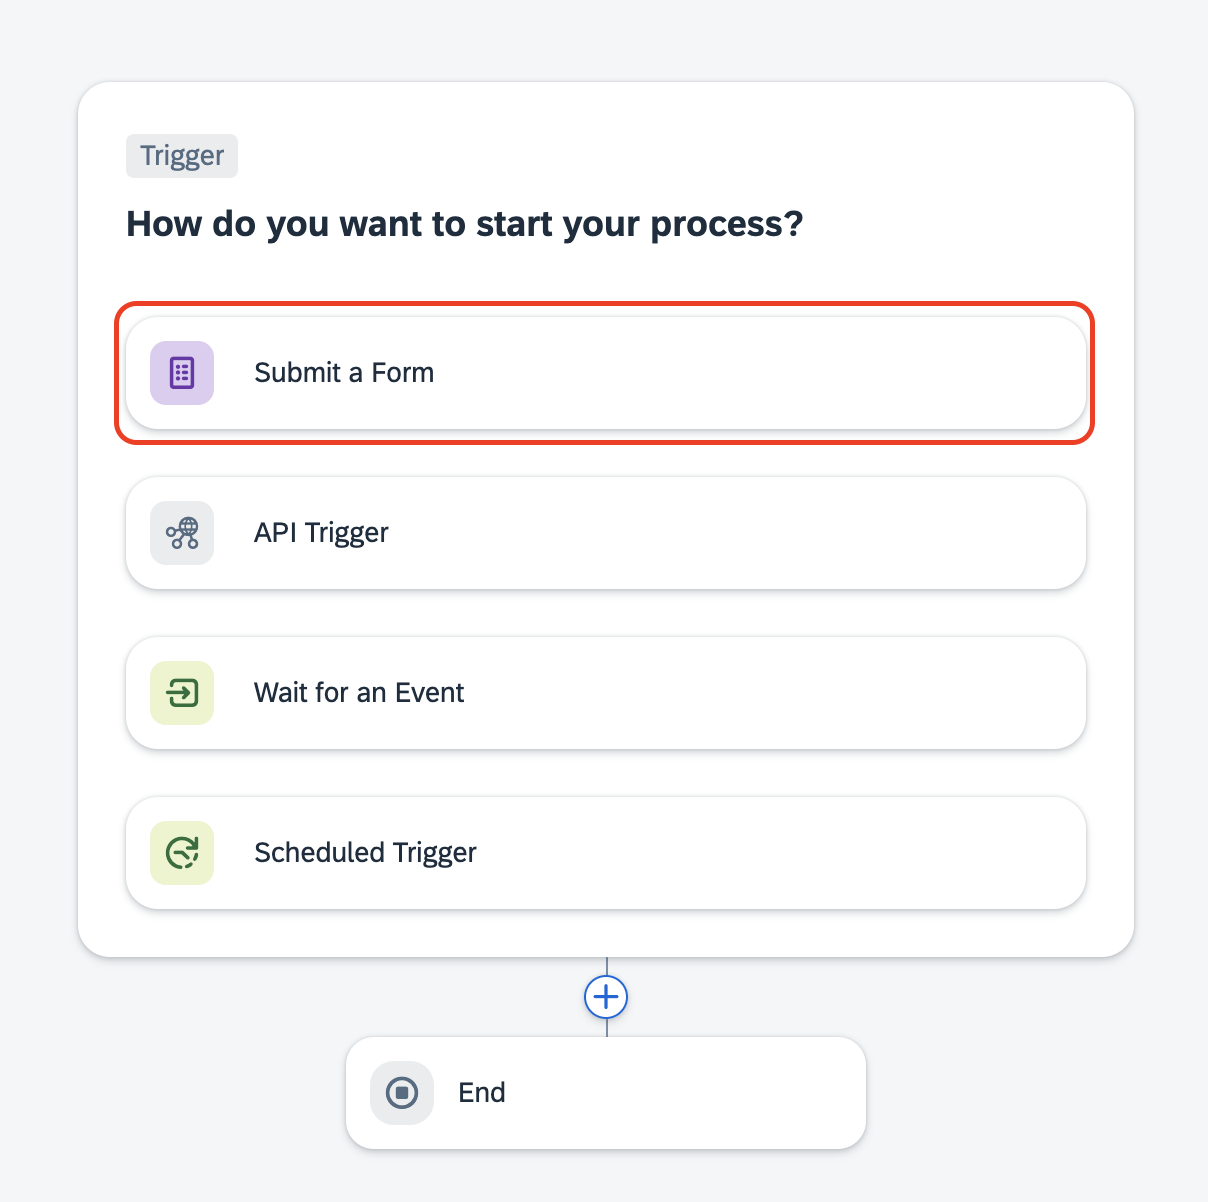 Trigger
How do you want to start your process?
Submit a Form
API Trigger
Wait for an Event
Scheduled Trigger
End